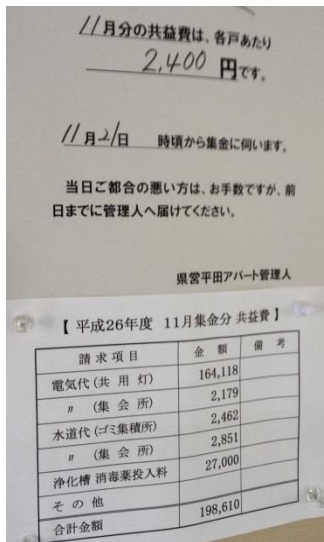 11月分の共益費は、各戸あたり
2,400 円です。
11月21日 時頃から集金に伺います。
当日ご都合の悪い方は、お手数ですが、前
日までに管理人へ届けてください。
県営平田アパート管理人
【 平成26年度 11月集金分 共益費 】
請求項目 金額 備考
電気代(共用灯) 164,118
〃 (集会所) 2,179
水道代(ゴミ集積所) 2,462
〃 (集会所) 2,851
浄化槽 消毒薬投入料 27,000
その他
合計金額 198,610